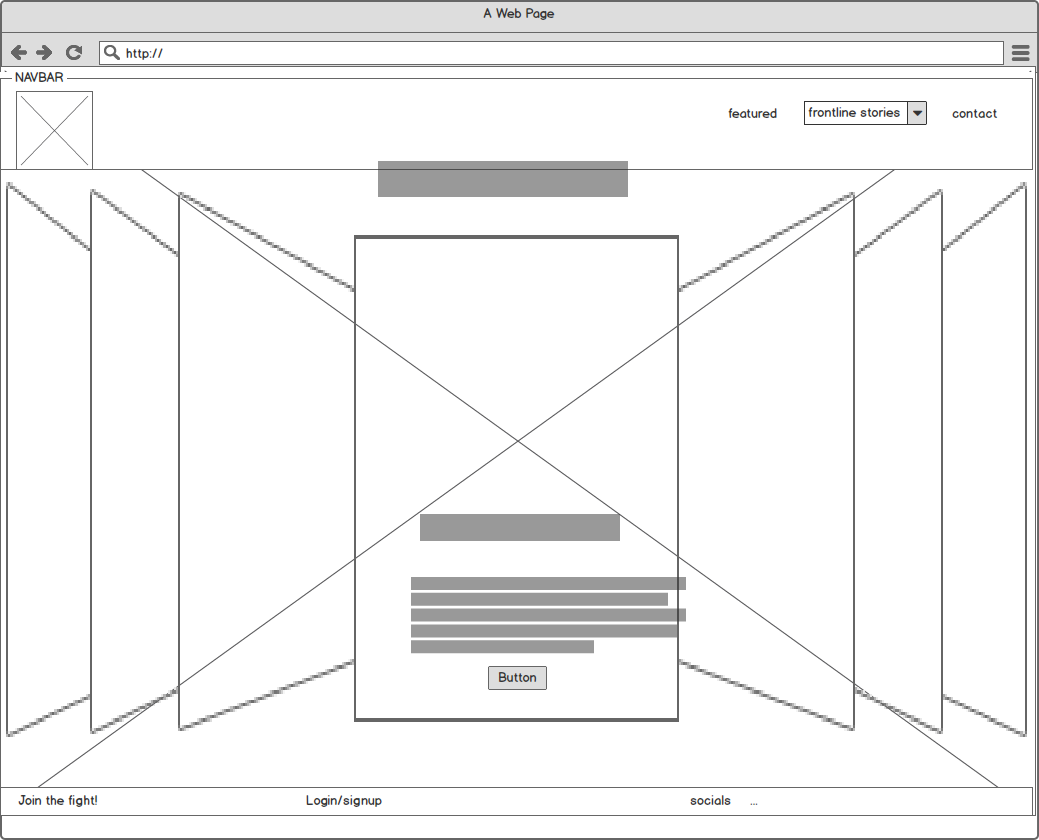 A Web Page
http://
NAVBAR
featured
frontline stories
contact
Button
Join the fight!
Login/signup
socials
...